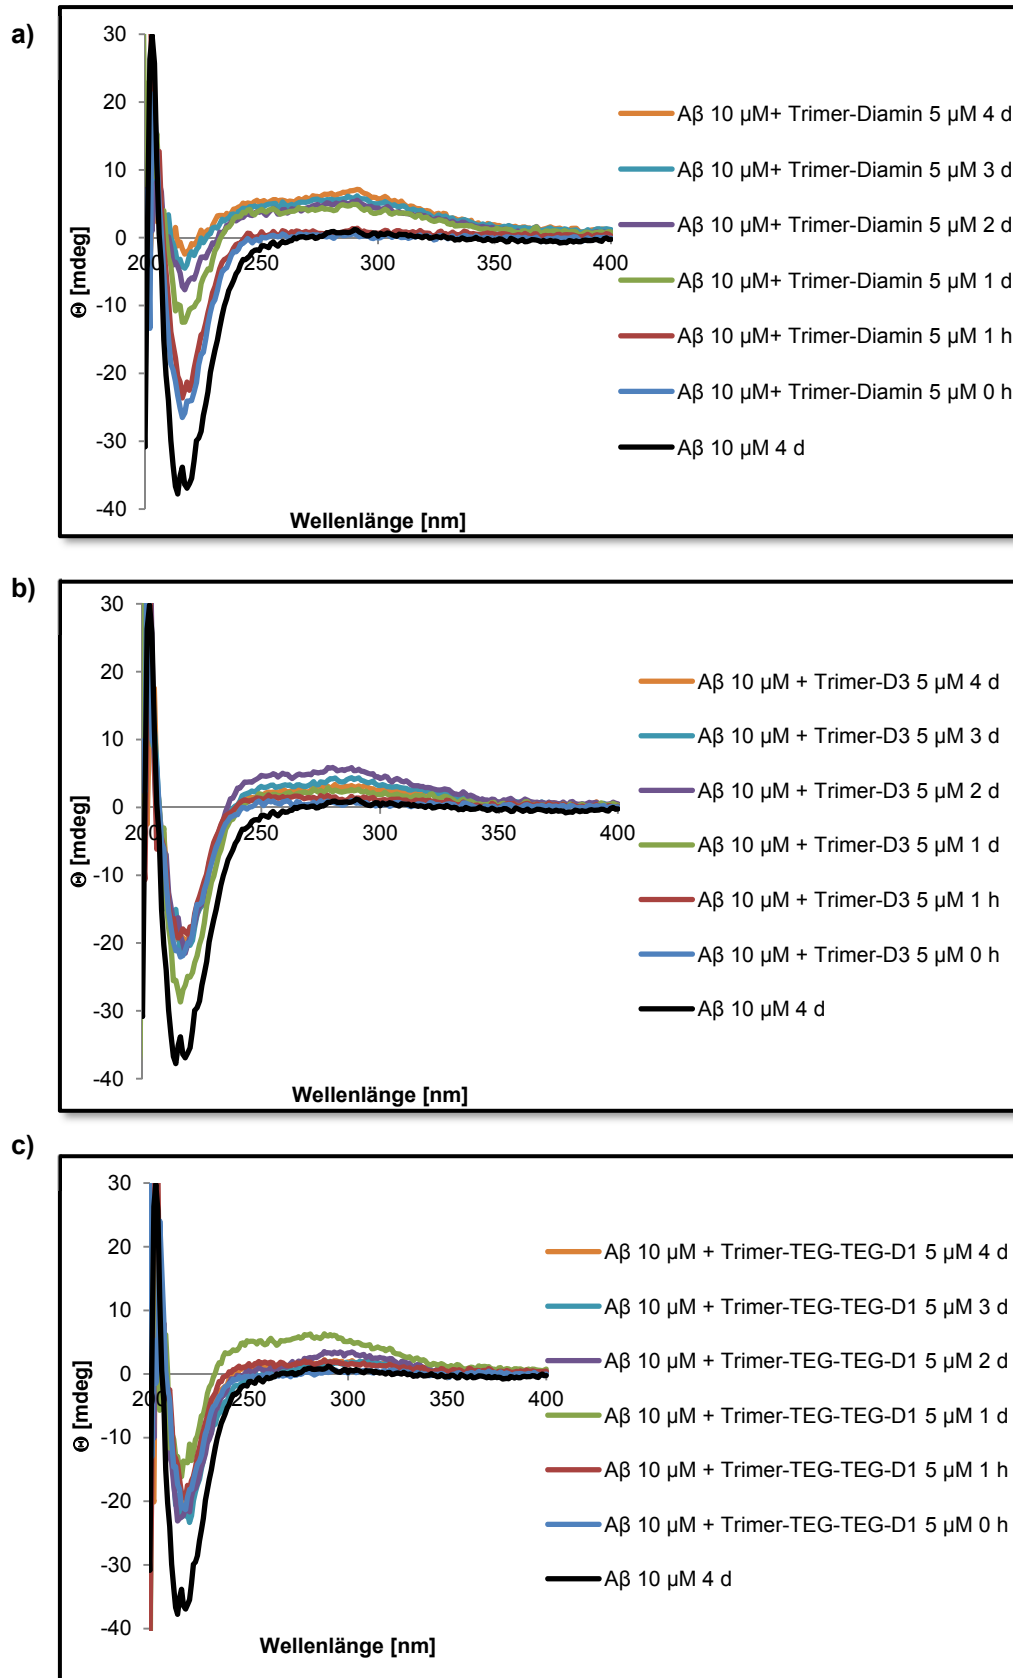 a)
30
20
10
0
-10
-20
-30
-40
200
250
300
350
400
Θ [mdeg]
Wellenlänge [nm]
Aβ 10 µM+ Trimer-Diamin 5 µM 4 d
Aβ 10 µM+ Trimer-Diamin 5 µM 3 d
Aβ 10 µM+ Trimer-Diamin 5 µM 2 d
Aβ 10 µM+ Trimer-Diamin 5 µM 1 d
Aβ 10 µM+ Trimer-Diamin 5 µM 1 h
Aβ 10 µM+ Trimer-Diamin 5 µM 0 h
Aβ 10 µM 4 d
b)
30
20
10
0
-10
-20
-30
-40
200
250
300
350
400
Θ [mdeg]
Wellenlänge [nm]
Aβ 10 µM + Trimer-D3 5 µM 4 d
Aβ 10 µM + Trimer-D3 5 µM 3 d
Aβ 10 µM + Trimer-D3 5 µM 2 d
Aβ 10 µM + Trimer-D3 5 µM 1 d
Aβ 10 µM + Trimer-D3 5 µM 1 h
Aβ 10 µM + Trimer-D3 5 µM 0 h
Aβ 10 µM 4 d
c)
30
20
10
0
-10
-20
-30
-40
200
250
300
350
400
Θ [mdeg]
Wellenlänge [nm]
Aβ 10 µM + Trimer-TEG-TEG-D1 5 µM 4 d
Aβ 10 µM + Trimer-TEG-TEG-D1 5 µM 3 d
Aβ 10 µM + Trimer-TEG-TEG-D1 5 µM 2 d
Aβ 10 µM + Trimer-TEG-TEG-D1 5 µM 1 d
Aβ 10 µM + Trimer-TEG-TEG-D1 5 µM 1 h
Aβ 10 µM + Trimer-TEG-TEG-D1 5 µM 0 h
Aβ 10 µM 4 d